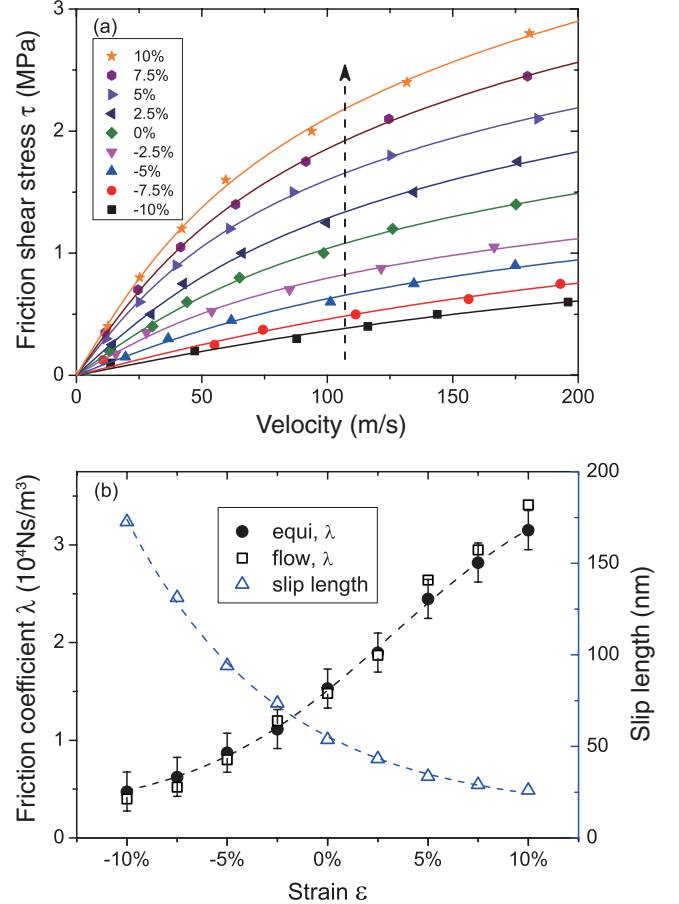 (a)
10%
7.5%
5%
2.5%
0%
-2.5%
-5%
-7.5%
-10%
Friction shear stress τ (MPa)
3
2
1
0
0 50 100 150 200
Velocity (m/s)
(b)
equi, λ
flow, λ
slip length
Friction coefficient λ (10⁴Ns/m³)
3
2
1
0
200
150
100
50
0
Slip length (nm)
-10% -5% 0% 5% 10%
Strain ε